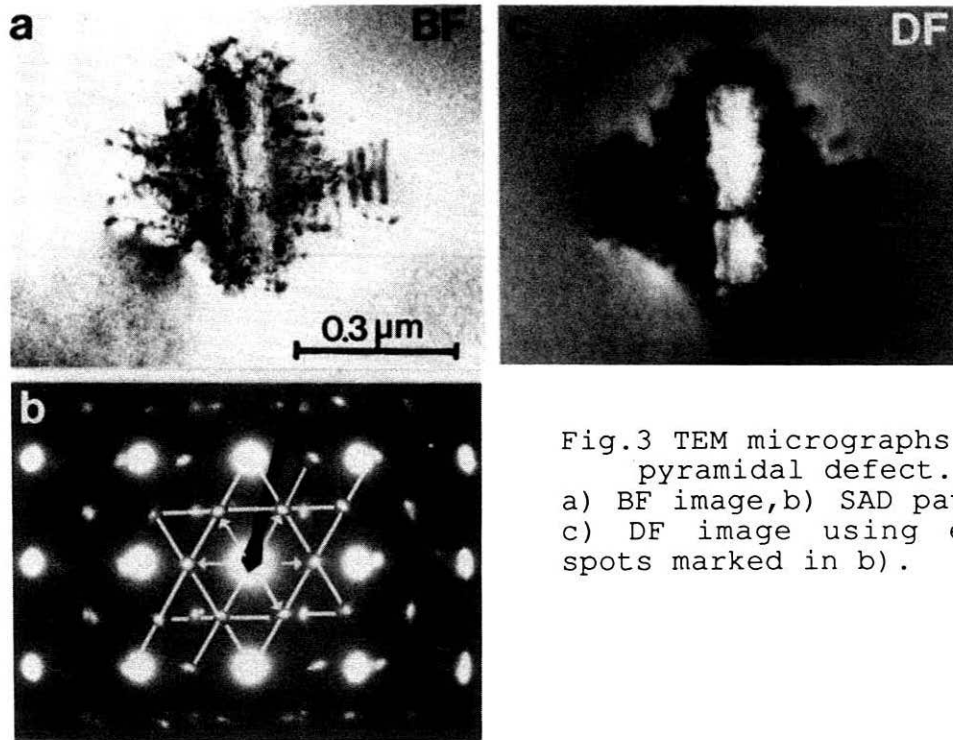 a
BF
c
DF
0.3 µm
b
Fig.3 TEM micrographs
pyramidal defect.
a) BF image,b) SAD pa
c) DF image using e
spots marked in b).